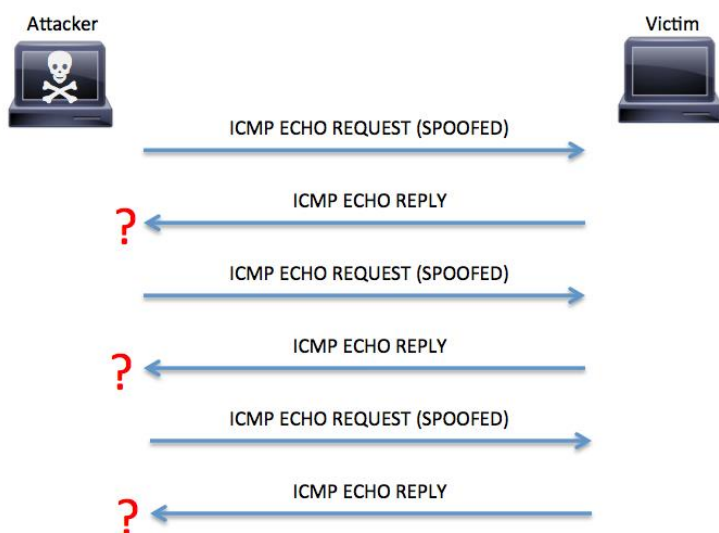 Attacker
Victim
ICMP ECHO REQUEST (SPOOFED)
? ICMP ECHO REPLY
ICMP ECHO REQUEST (SPOOFED)
? ICMP ECHO REPLY
ICMP ECHO REQUEST (SPOOFED)
? ICMP ECHO REPLY